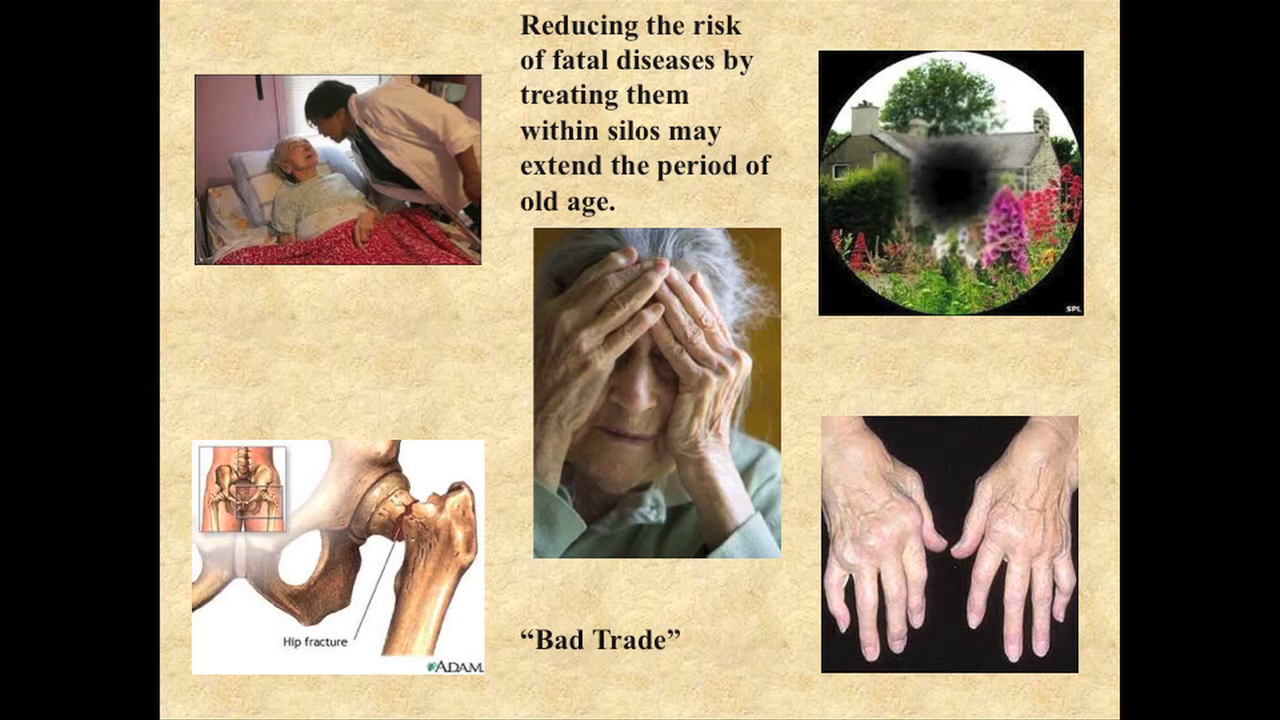 Reducing the risk
of fatal diseases by
treating them
within silos may
extend the period of
old age.
SPL
Hip fracture
ADAM.
“Bad Trade”